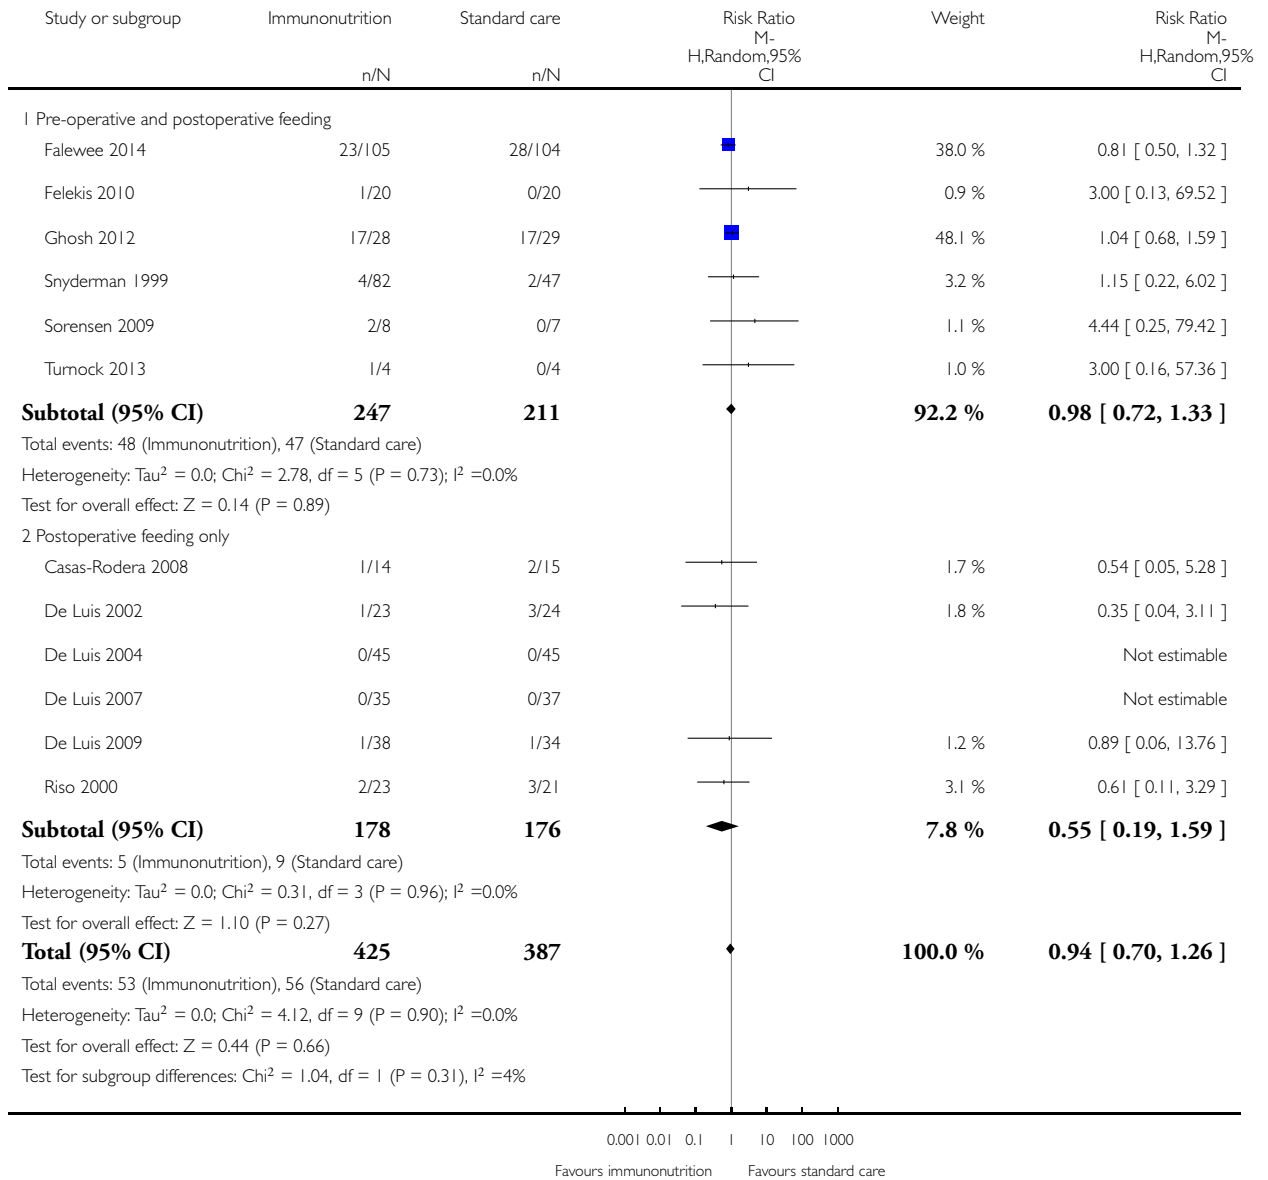 Study or subgroup Immunonutrition Standard care Risk Ratio Weight Risk Ratio
M- M-
H,Random,95% H,Random,95%
n/N n/N CI CI
1 Pre-operative and postoperative feeding
Falewee 2014 23/105 28/104 38.0 % 0.81 [ 0.50, 1.32 ]
Felekis 2010 1/20 0/20 0.9 % 3.00 [ 0.13, 69.52 ]
Ghosh 2012 17/28 17/29 48.1 % 1.04 [ 0.68, 1.59 ]
Snyderman 1999 4/82 2/47 3.2 % 1.15 [ 0.22, 6.02 ]
Sorensen 2009 2/8 0/7 1.1 % 4.44 [ 0.25, 79.42 ]
Turnock 2013 1/4 0/4 1.0 % 3.00 [ 0.16, 57.36 ]
Subtotal (95% CI) 247 211 92.2 % 0.98 [ 0.72, 1.33 ]
Total events: 48 (Immunonutrition), 47 (Standard care)
Heterogeneity: Tau² = 0.0; Chi² = 2.78, df = 5 (P = 0.73); I² =0.0%
Test for overall effect: Z = 0.14 (P = 0.89)
2 Postoperative feeding only
Casas-Rodera 2008 1/14 2/15 1.7 % 0.54 [ 0.05, 5.28 ]
De Luis 2002 1/23 3/24 1.8 % 0.35 [ 0.04, 3.11 ]
De Luis 2004 0/45 0/45 Not estimable
De Luis 2007 0/35 0/37 Not estimable
De Luis 2009 1/38 1/34 1.2 % 0.89 [ 0.06, 13.76 ]
Riso 2000 2/23 3/21 3.1 % 0.61 [ 0.11, 3.29 ]
Subtotal (95% CI) 178 176 7.8 % 0.55 [ 0.19, 1.59 ]
Total events: 5 (Immunonutrition), 9 (Standard care)
Heterogeneity: Tau² = 0.0; Chi² = 0.31, df = 3 (P = 0.96); I² =0.0%
Test for overall effect: Z = 1.10 (P = 0.27)
Total (95% CI) 425 387 100.0 % 0.94 [ 0.70, 1.26 ]
Total events: 53 (Immunonutrition), 56 (Standard care)
Heterogeneity: Tau² = 0.0; Chi² = 4.12, df = 9 (P = 0.90); I² =0.0%
Test for overall effect: Z = 0.44 (P = 0.66)
Test for subgroup differences: Chi² = 1.04, df = 1 (P = 0.31), I² =4%
0.001 0.01 0.1 1 10 100 1000
Favours immunonutrition Favours standard care